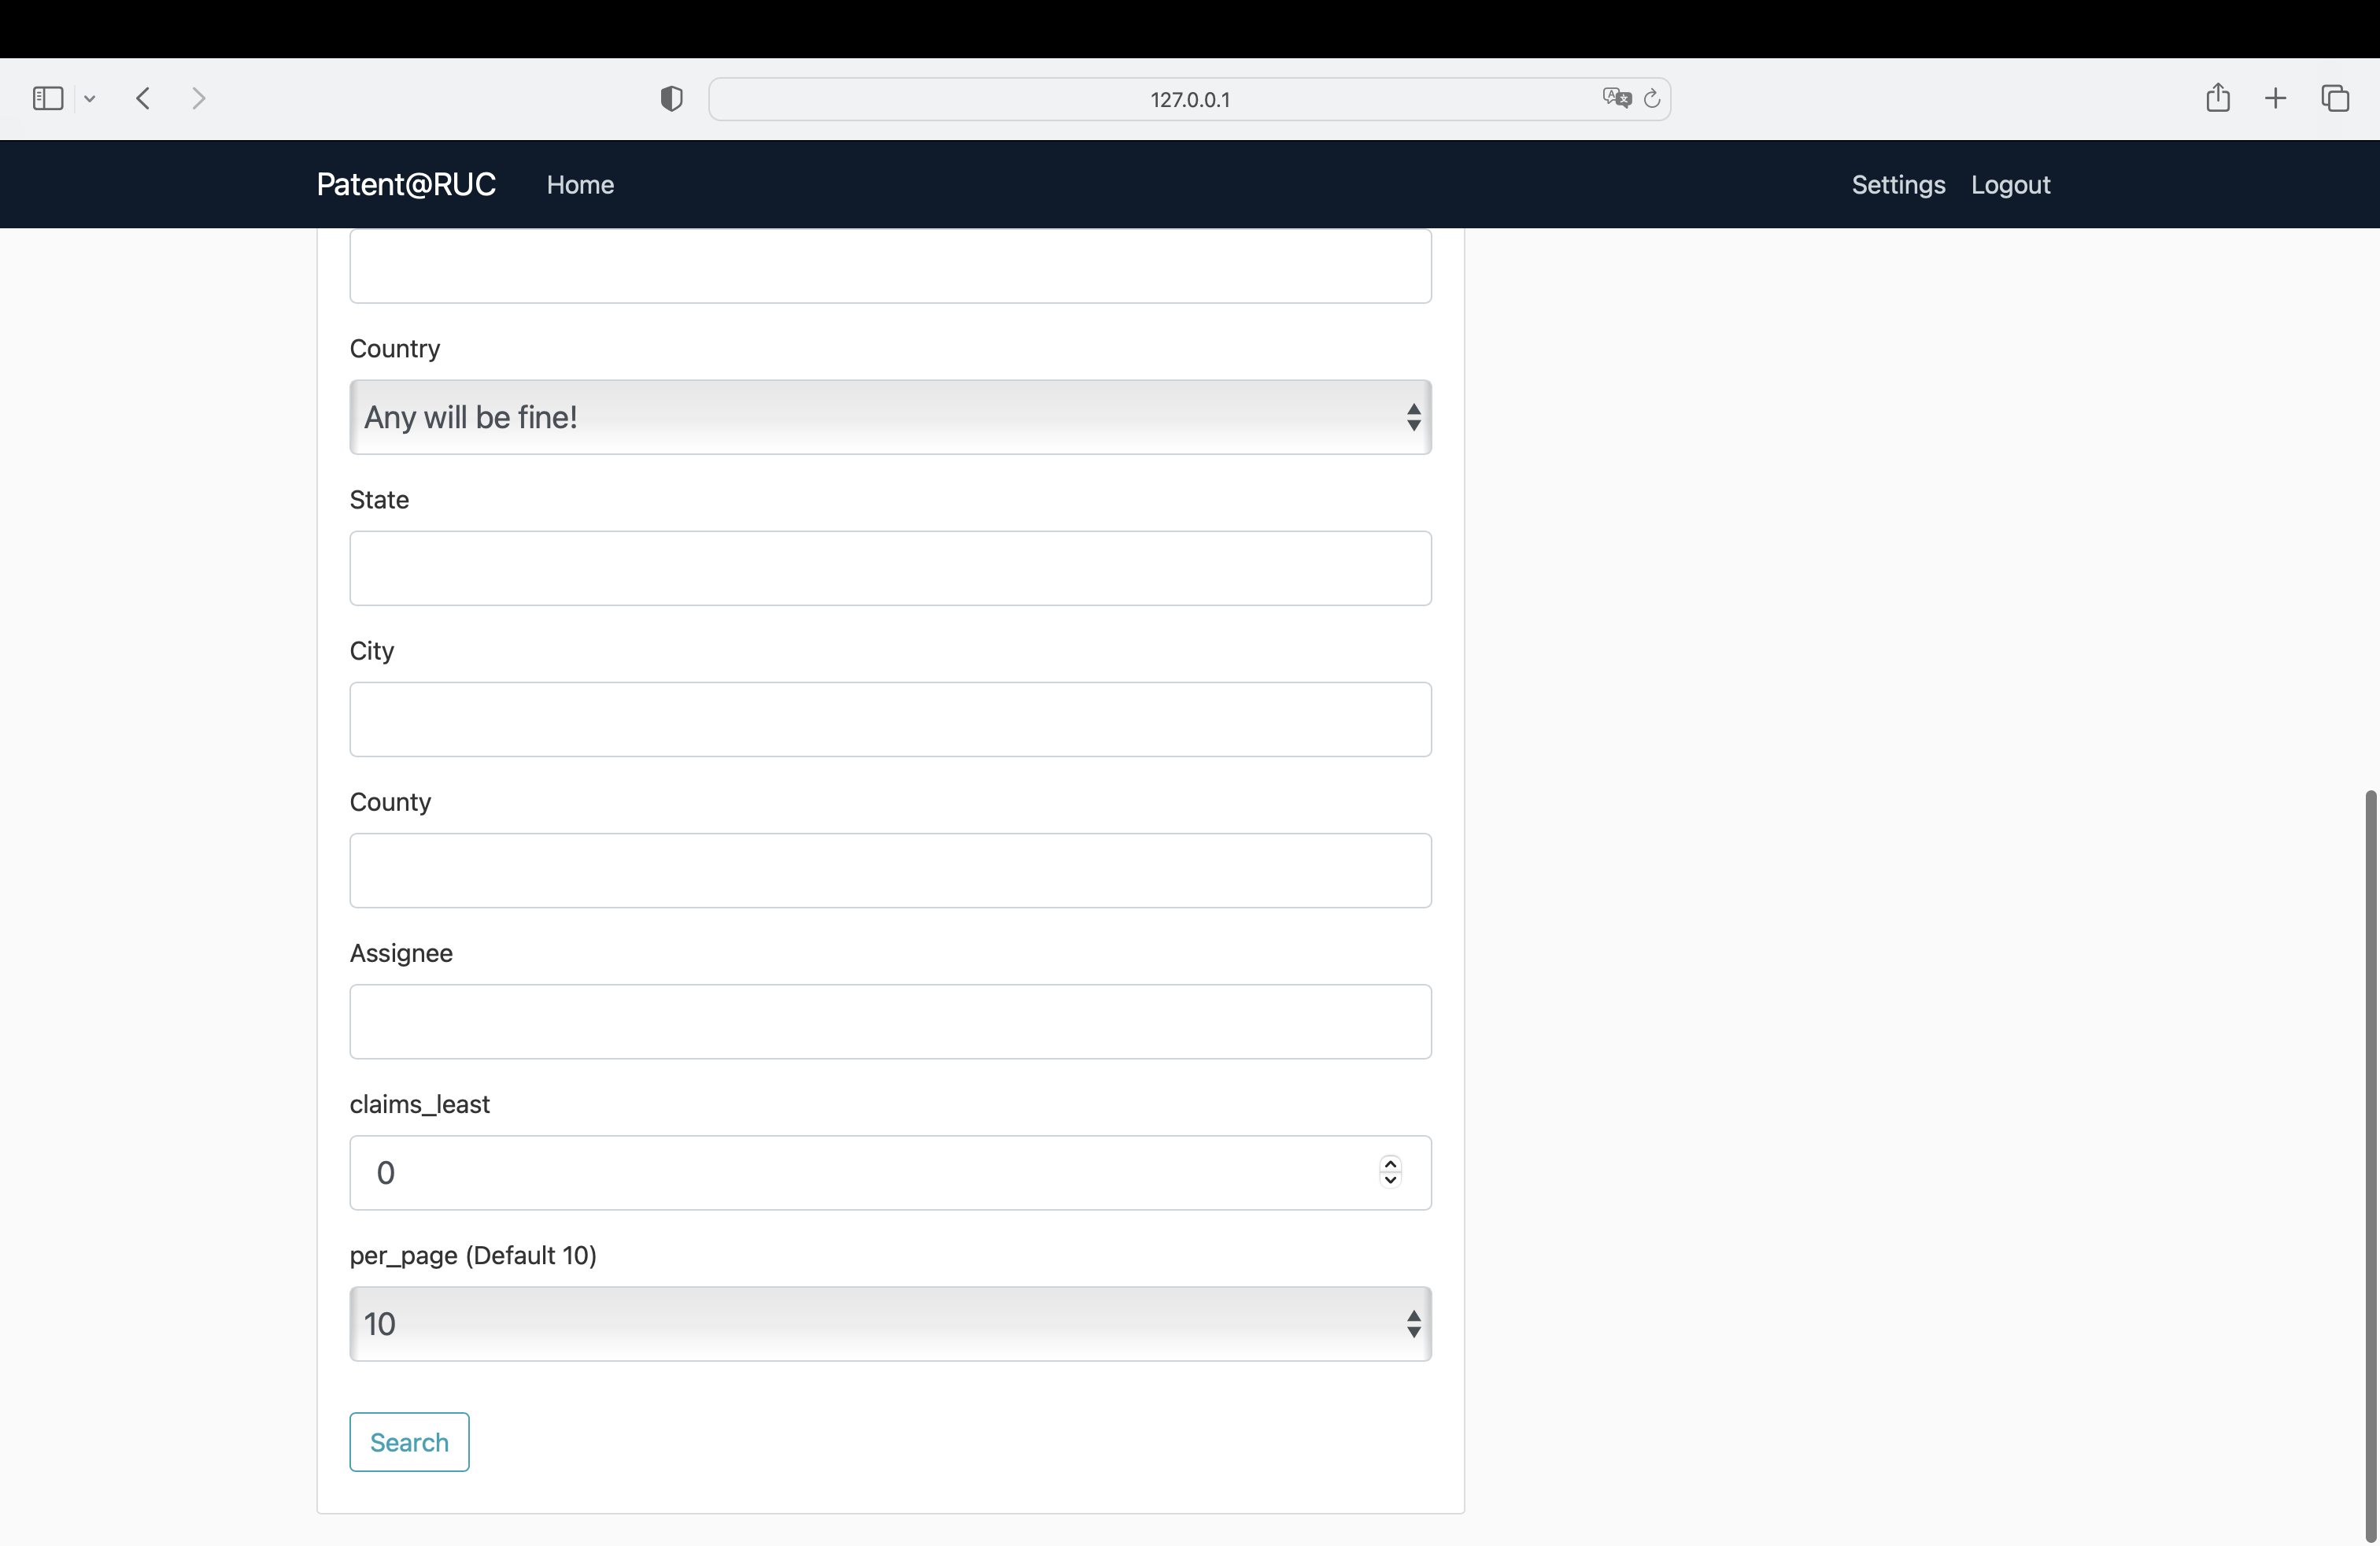 127.0.0.1
Patent@RUC Home Settings Logout
Country
Any will be fine!
State
City
County
Assignee
claims_least
0
per_page (Default 10)
10
Search